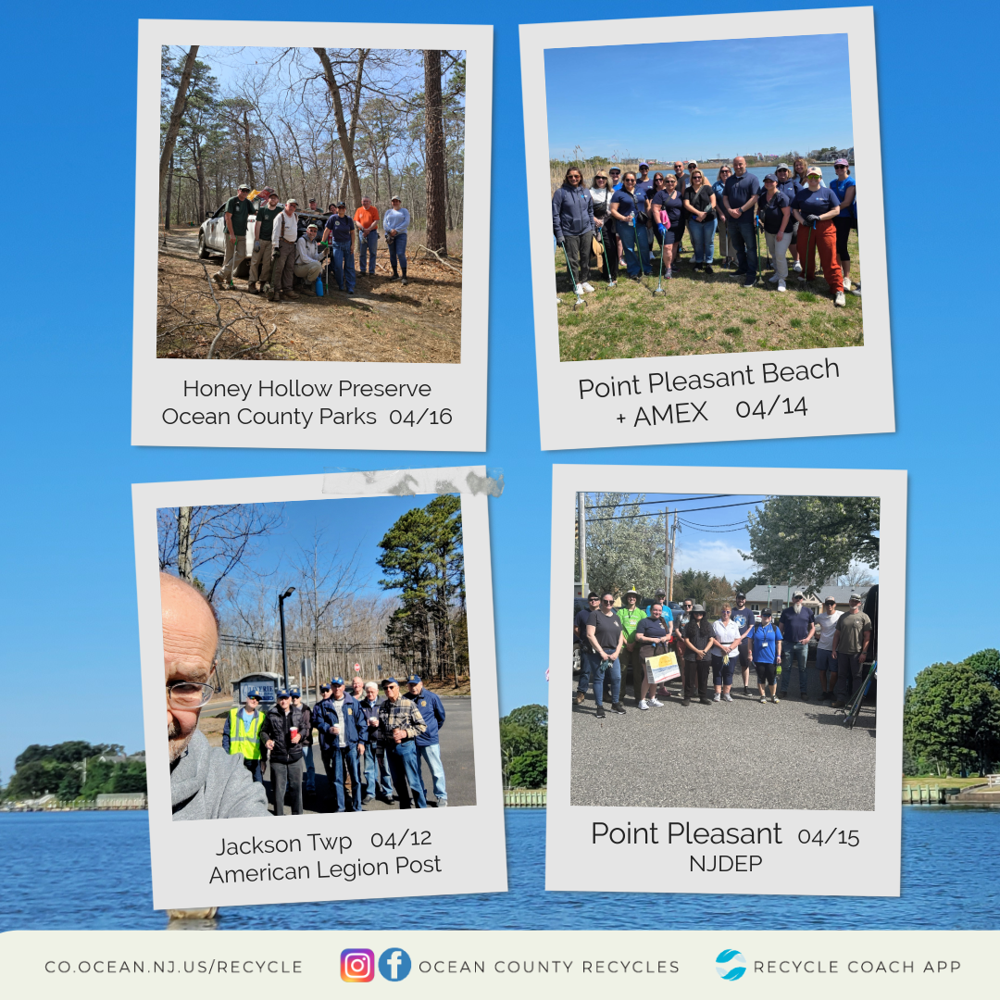 Honey Hollow Preserve
Ocean County Parks 04/16
Point Pleasant Beach
+ AMEX 04/14
Jackson Twp 04/12
American Legion Post
Point Pleasant 04/15
NJDEP
CO.OCEAN.NJ.US/RECYCLE
OCEAN COUNTY RECYCLES
RECYCLE COACH APP